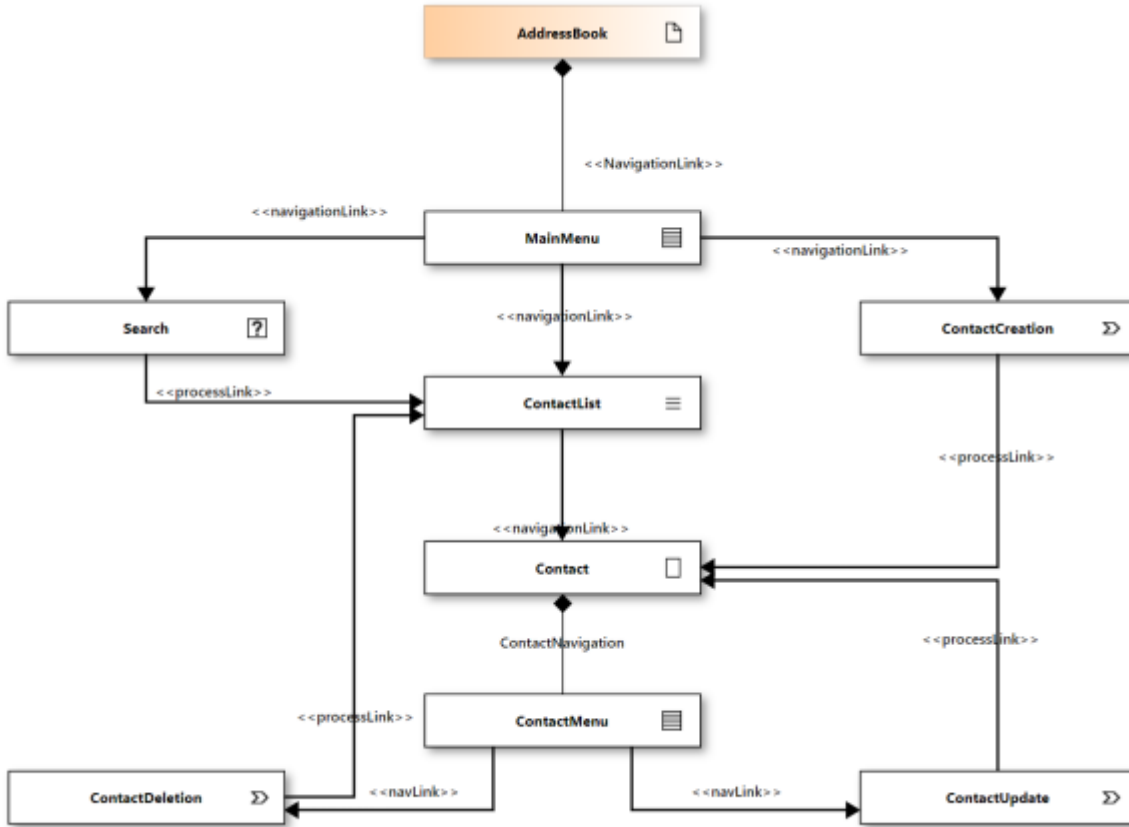 AddressBook
<<NavigationLink>>
<<navigationLink>>
MainMenu
<<navigationLink>>
Search
?
<<navigationLink>>
ContactCreation
<<processLink>>
ContactList
<<processLink>>
<<navigationLink>>
Contact
ContactNavigation
<<processLink>>
<<processLink>>
ContactMenu
ContactDeletion
<<navLink>>
<<navLink>>
ContactUpdate